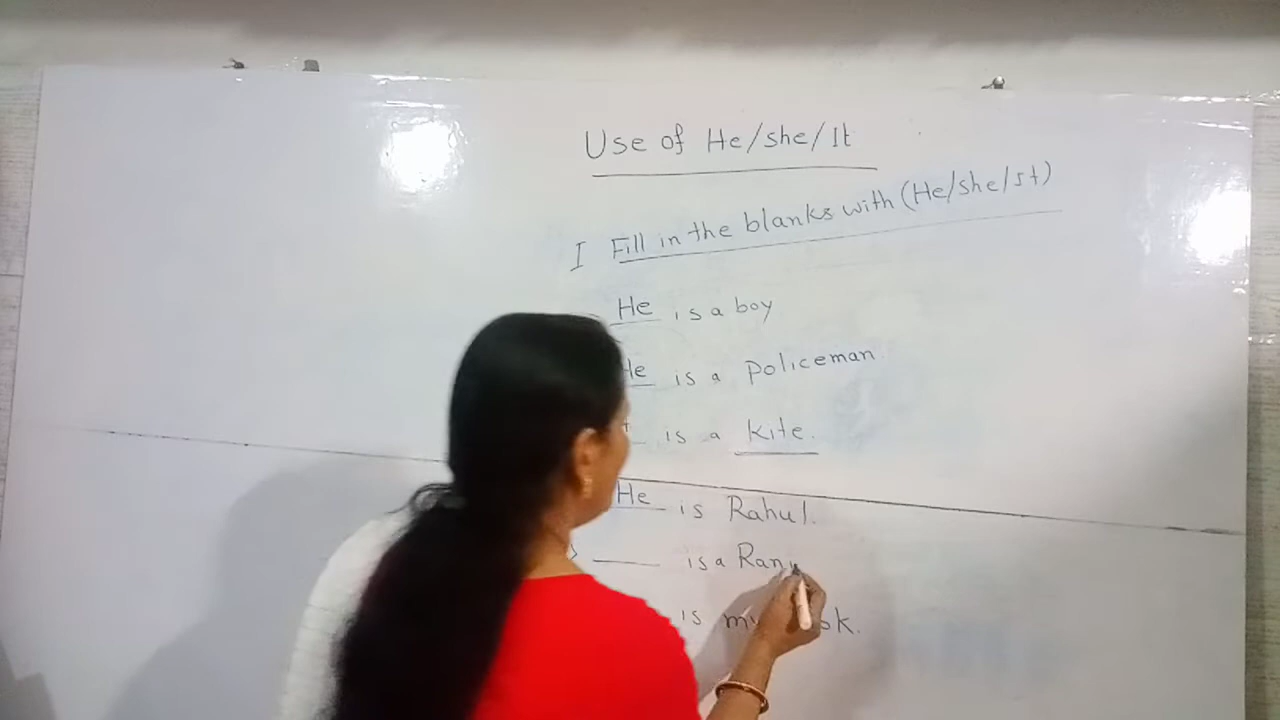 Use of He/she/It
I Fill in the blanks with (He/she/It)
He is a boy
He is a policeman
is a kite.
He is Rahul.
is a
is